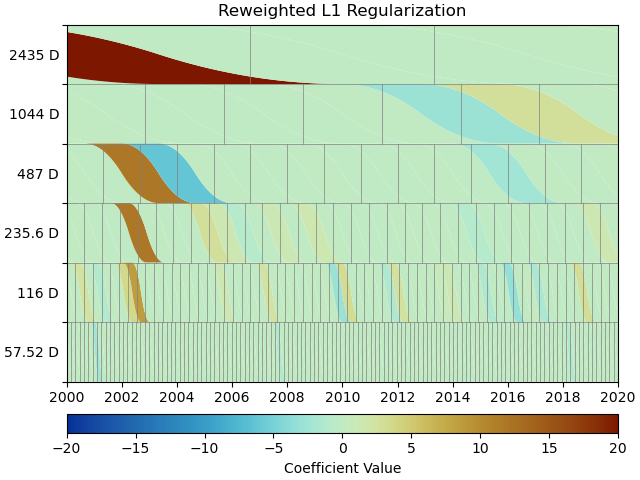 Reweighted L1 Regularization
2435 D
1044 D
487 D
235.6 D
116 D
57.52 D
2000 2002 2004 2006 2008 2010 2012 2014 2016 2018 2020
−20 −15 −10 −5 0 5 10 15 20
Coefficient Value